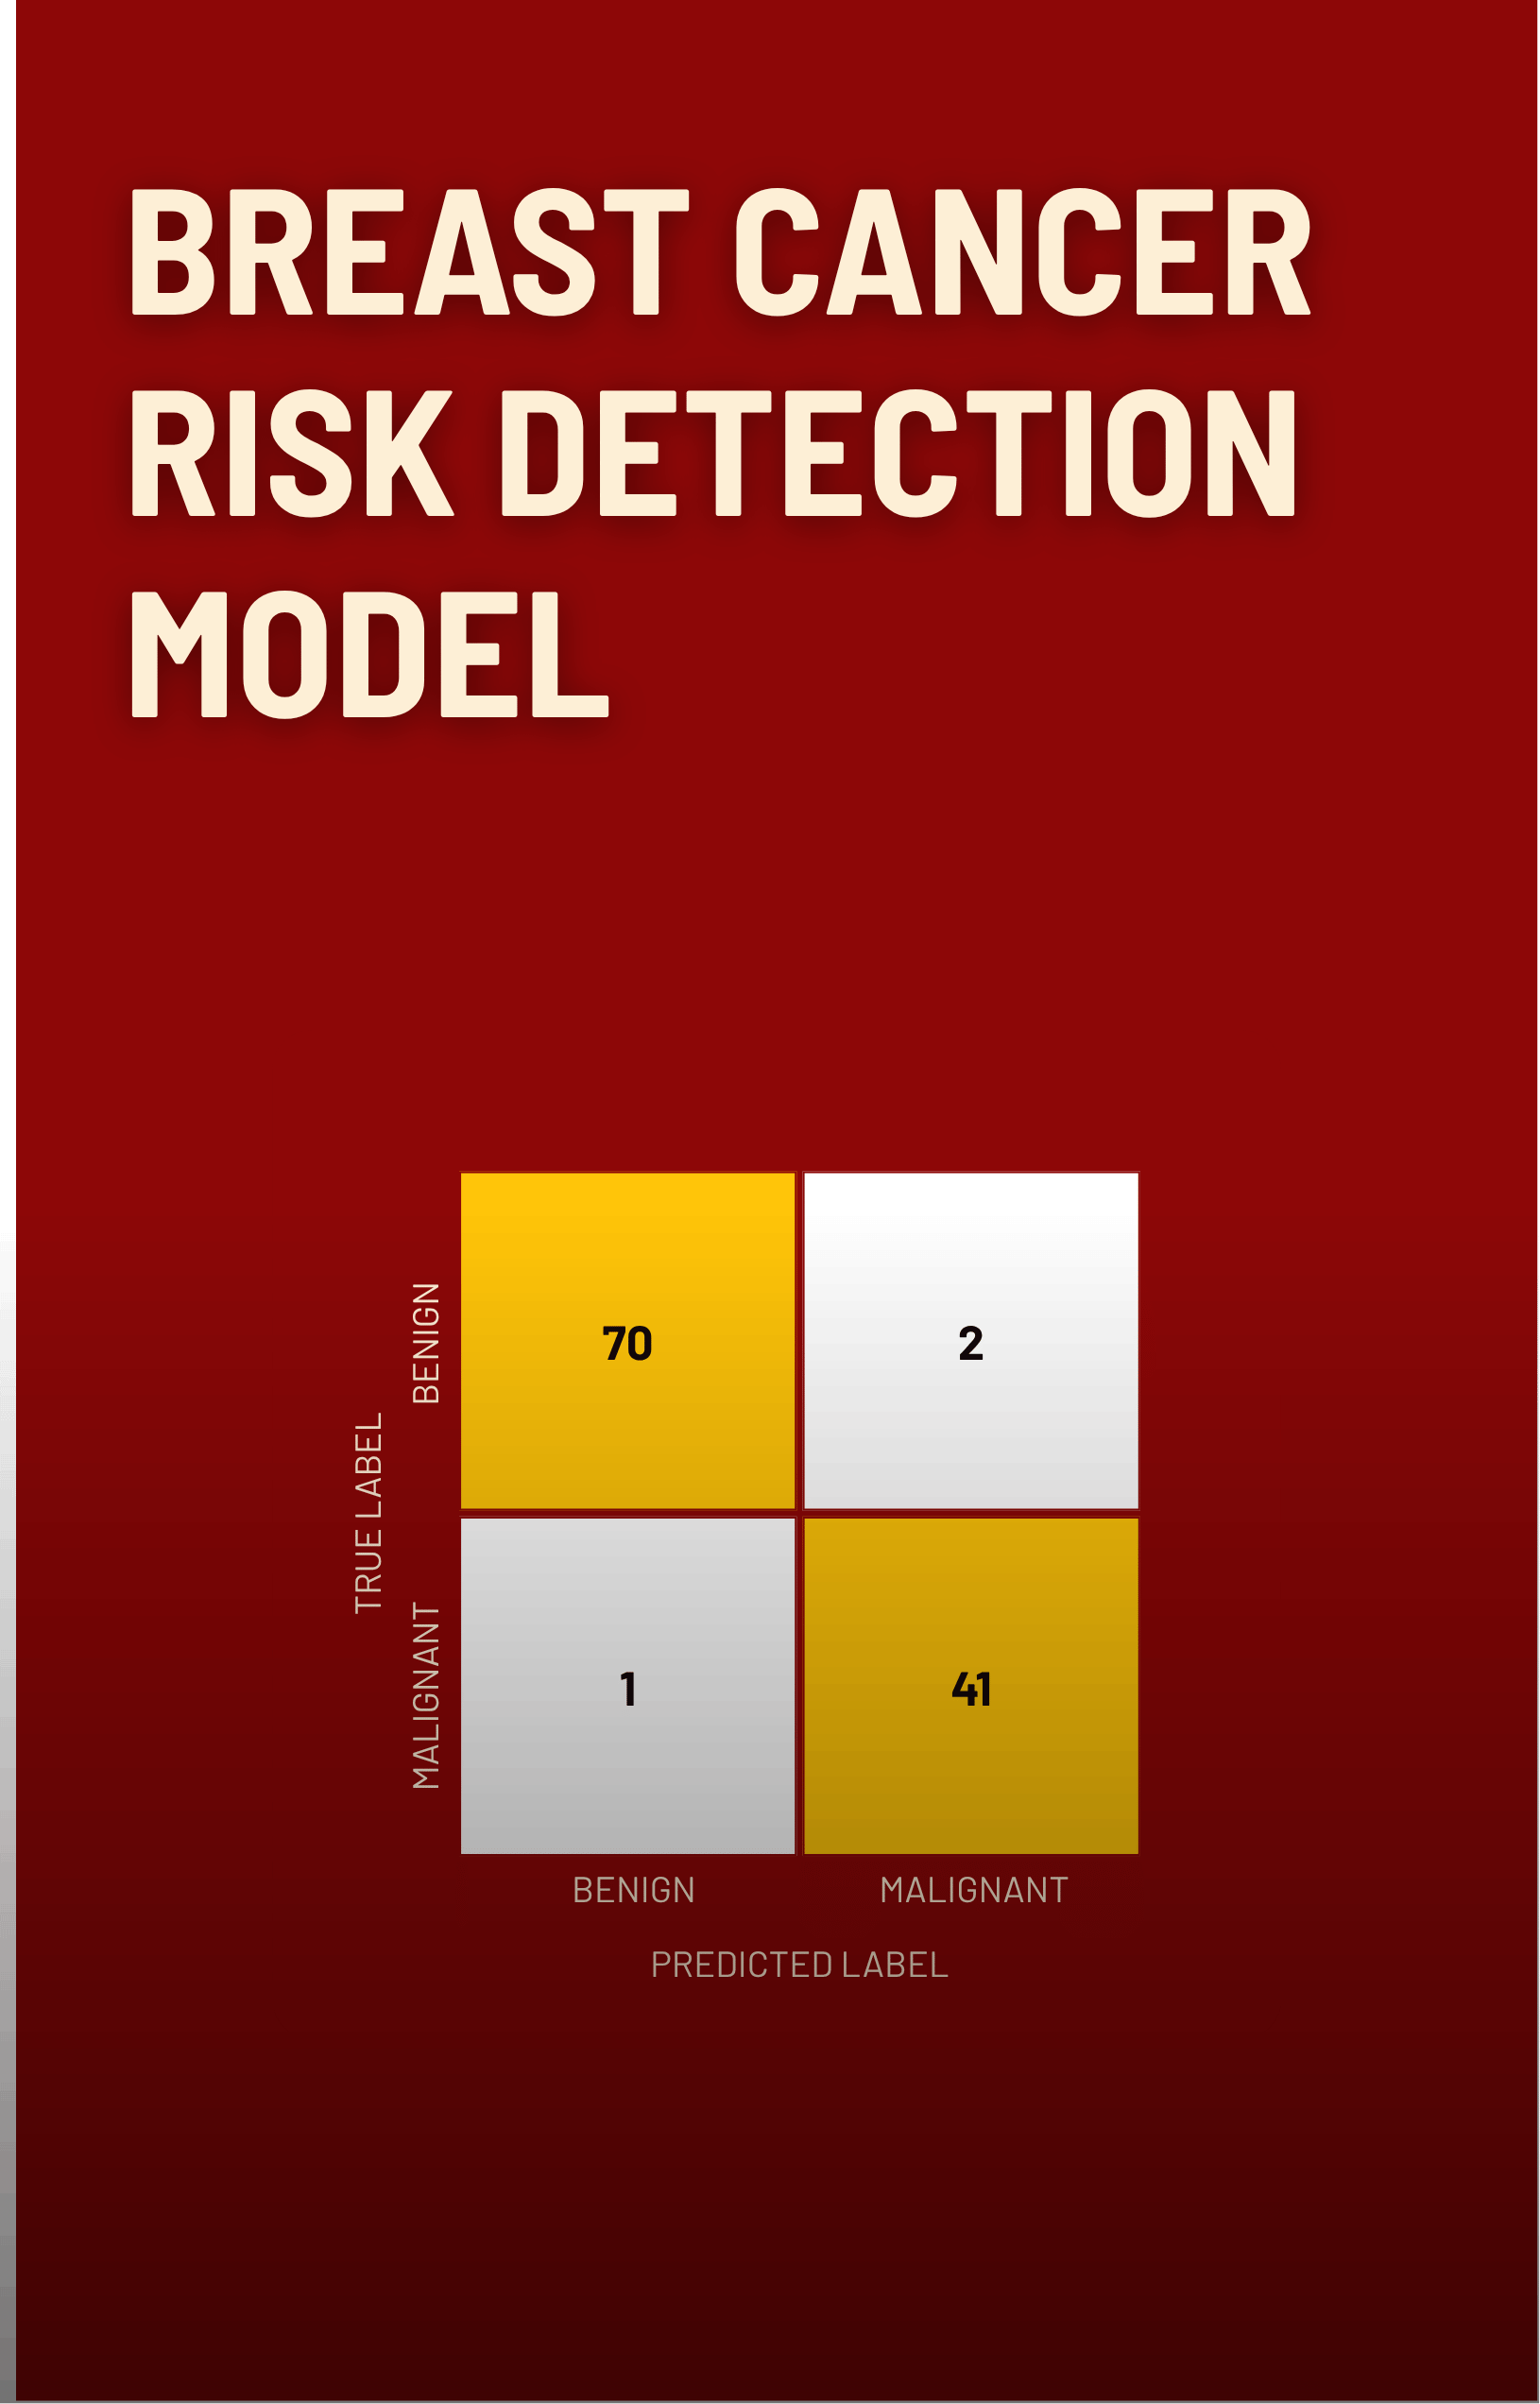 BREAST CANCER
RISK DETECTION
MODEL
TRUE LABEL
BENIGN
70
2
MALIGNANT
1
41
BENIGN
MALIGNANT
PREDICTED LABEL